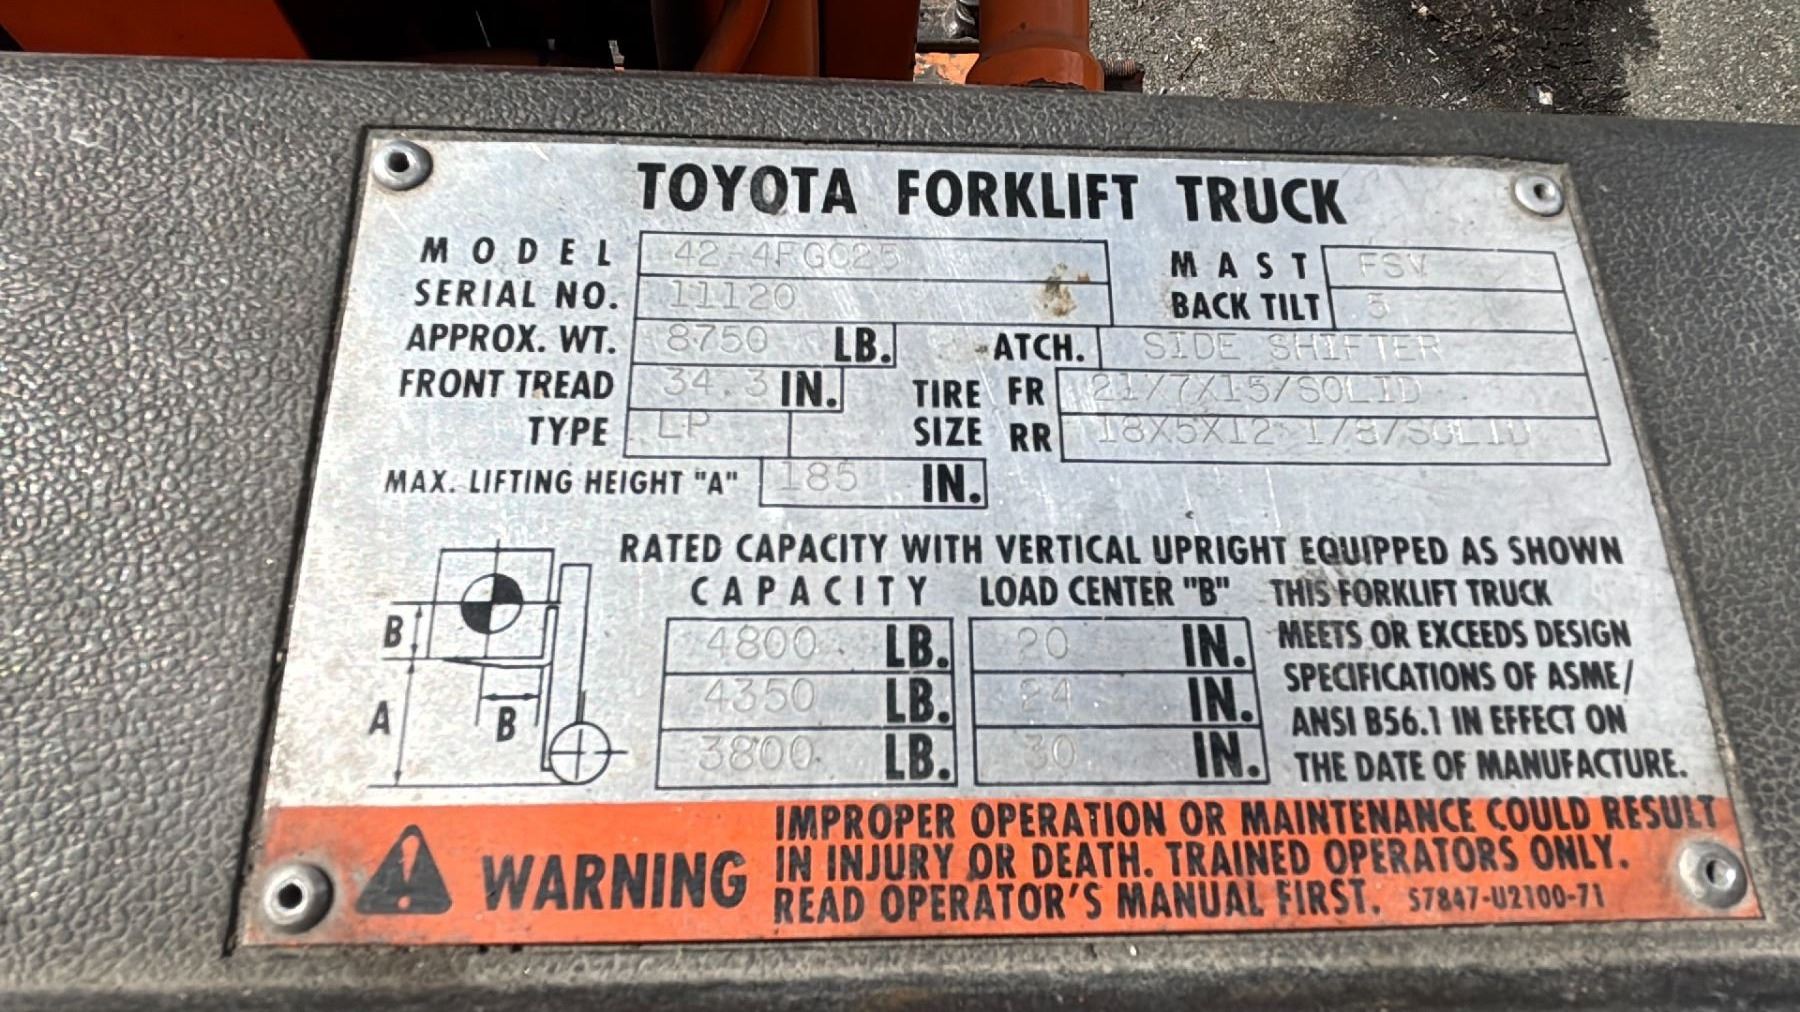 TOYOTA FORKLIFT TRUCK
MODEL 42-4FGC25 MAST FSV
SERIAL NO. 11120 BACK TILT 5
APPROX. WT. 8750 LB. ATCH. SIDE SHIFTER
FRONT TREAD 34.3 IN. TIRE SIZE FR 21X7X15/SOLID
TYPE LP RR 18X5X12-1/8/SOLID
MAX. LIFTING HEIGHT "A" 185 IN.
RATED CAPACITY WITH VERTICAL UPRIGHT EQUIPPED AS SHOWN
CAPACITY LOAD CENTER "B"
4800 LB. 20 IN.
4350 LB. 24 IN.
3800 LB. 30 IN.
B
A
B
THIS FORKLIFT TRUCK
MEETS OR EXCEEDS DESIGN
SPECIFICATIONS OF ASME/
ANSI B56.1 IN EFFECT ON
THE DATE OF MANUFACTURE.
WARNING
IMPROPER OPERATION OR MAINTENANCE COULD RESULT
IN INJURY OR DEATH. TRAINED OPERATORS ONLY.
READ OPERATOR'S MANUAL FIRST. 57847-U2100-71